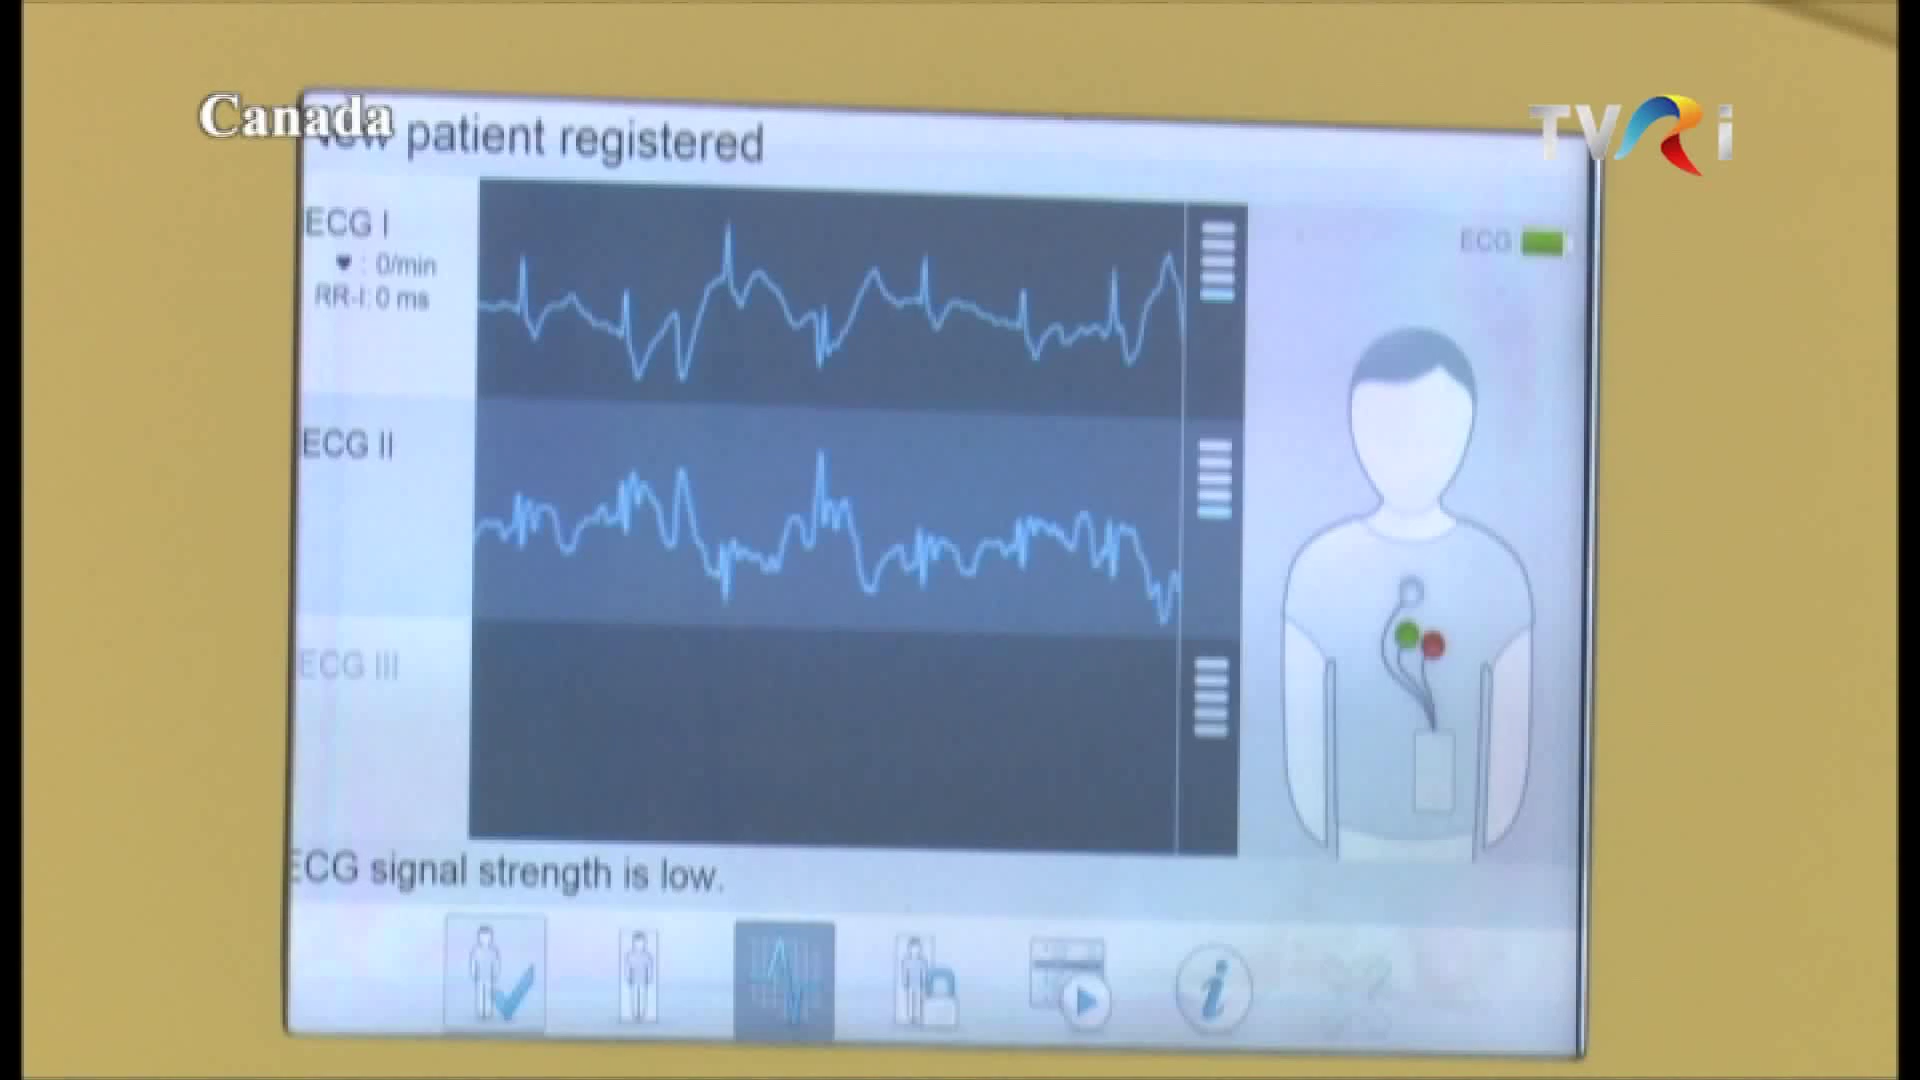 Canada
TVRi
New patient registered
ECG I
♥ : 0/min
RR-I: 0 ms
ECG
ECG II
ECG III
ECG signal strength is low.
i